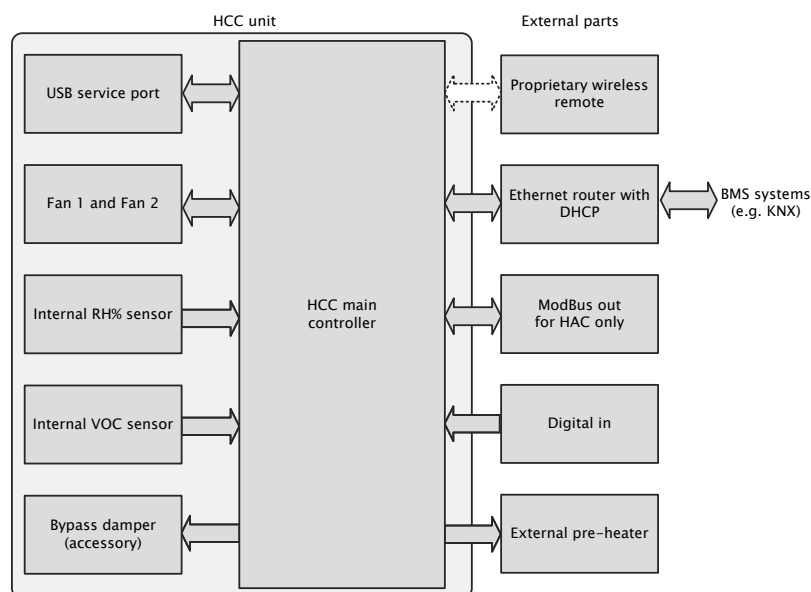 HCC unit
External parts
USB service port
Proprietary wireless
remote
Fan 1 and Fan 2
Ethernet router with
DHCP
BMS systems
(e.g. KNX)
Internal RH% sensor
HCC main
controller
ModBus out
for HAC only
Internal VOC sensor
Digital in
Bypass damper
(accessory)
External pre-heater